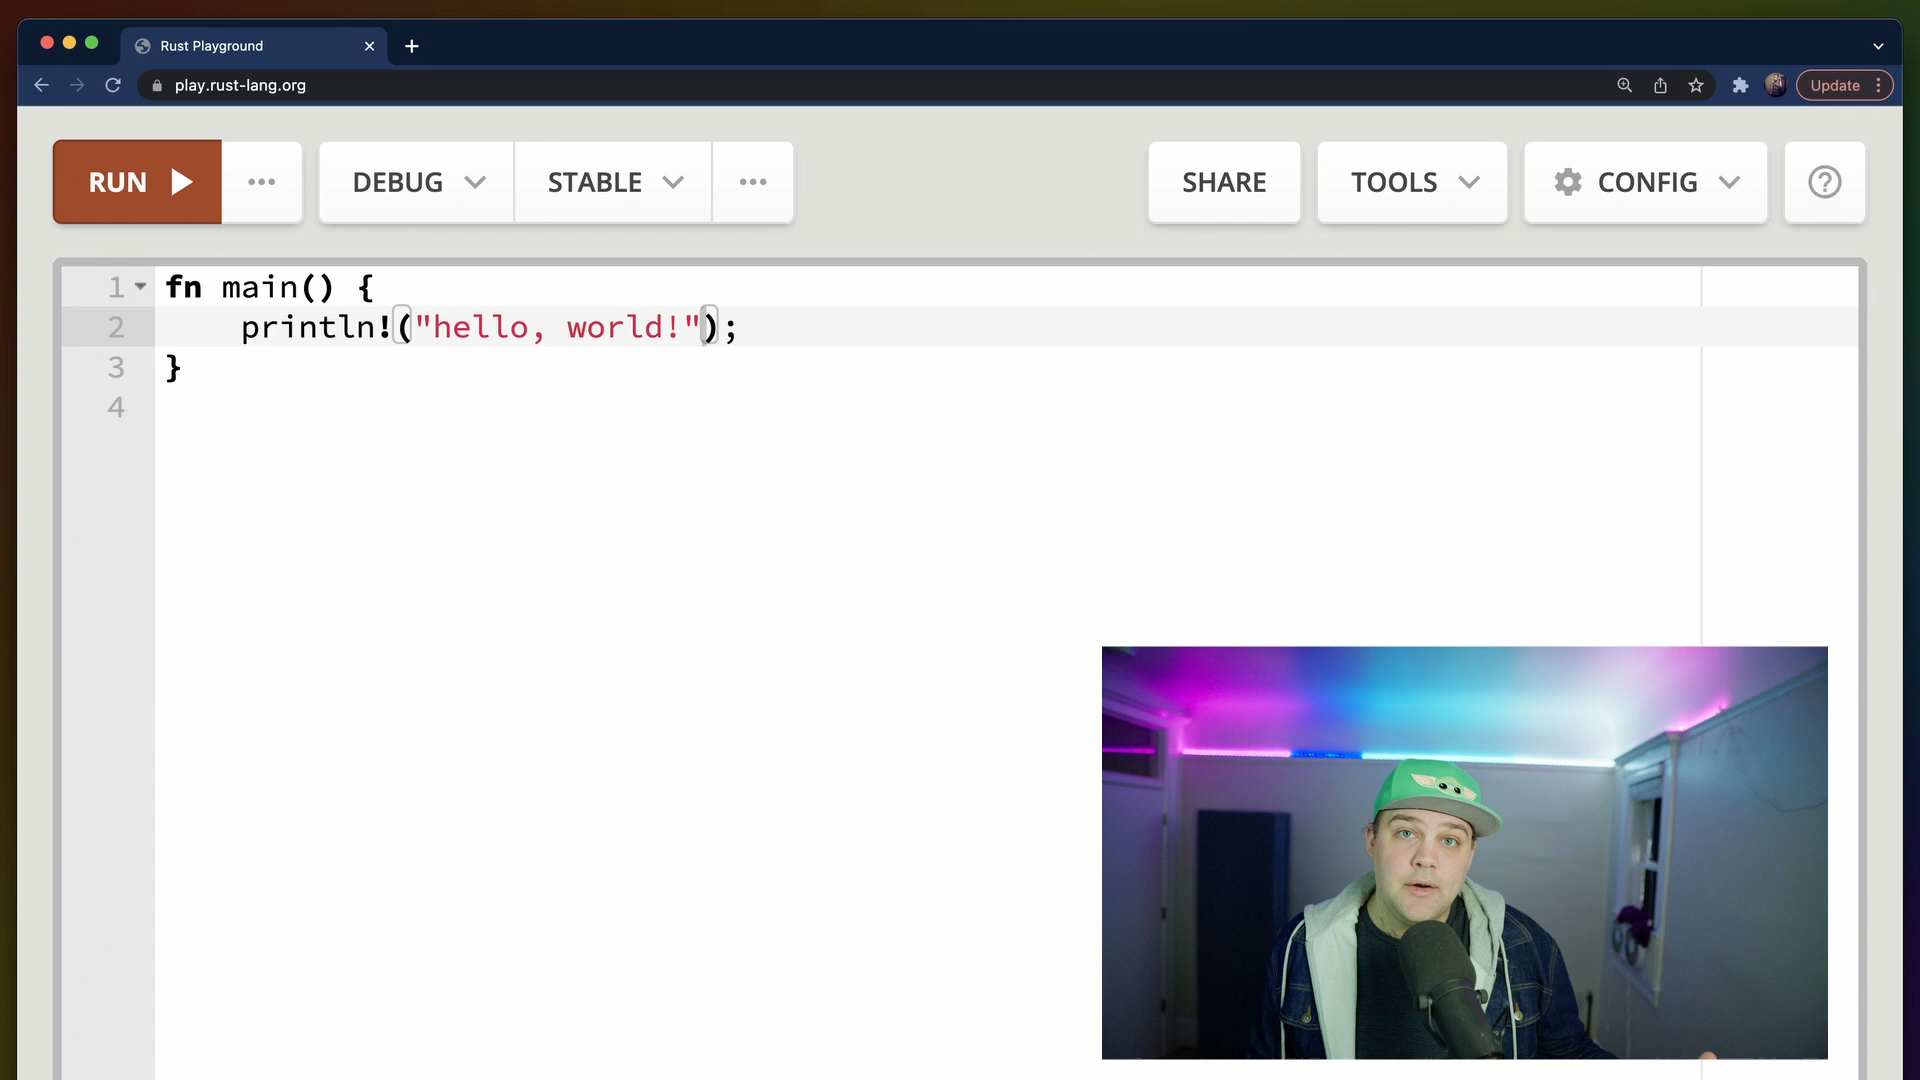 Rust Playground
play.rust-lang.org
Update
RUN
DEBUG
STABLE
SHARE
TOOLS
CONFIG
1 fn main() {
2 println!("hello, world!");
3 }
4